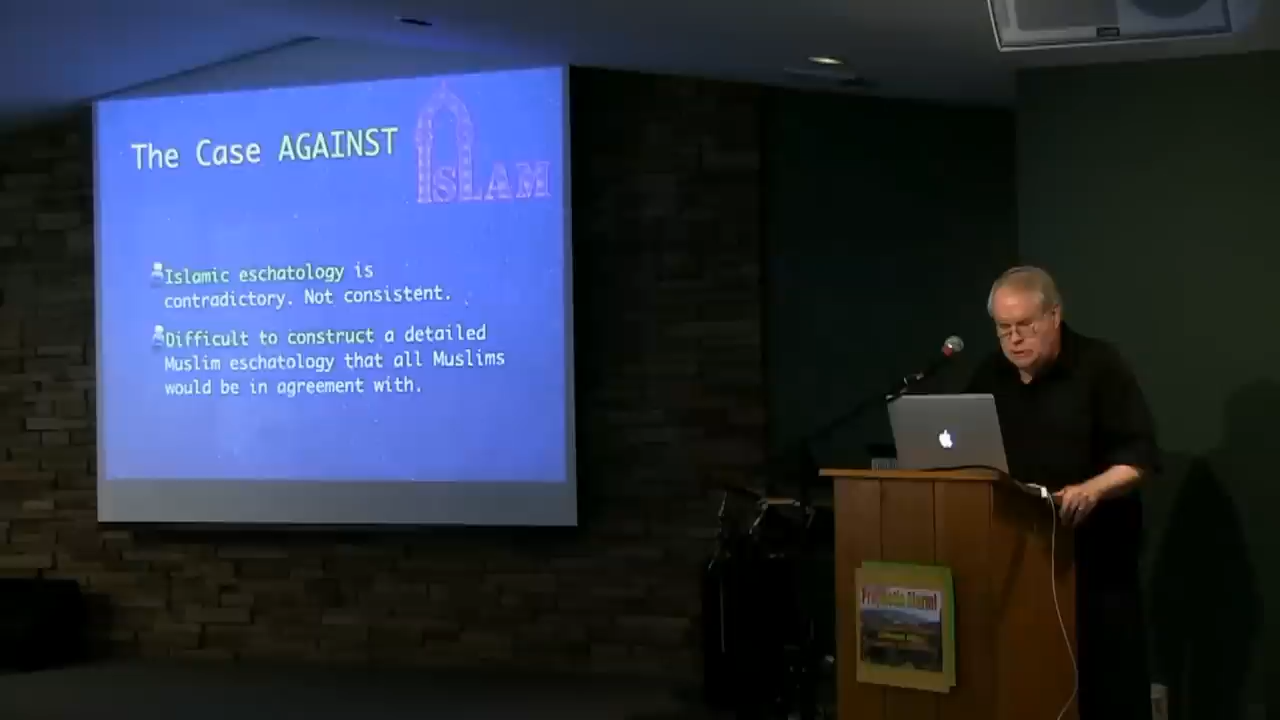 The Case AGAINST
ISLAM
Islamic eschatology is
contradictory. Not consistent.
Difficult to construct a detailed
Muslim eschatology that all Muslims
would be in agreement with.